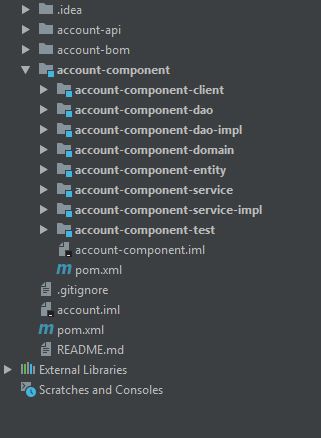 .idea
account-api
account-bom
account-component
account-component-client
account-component-dao
account-component-dao-impl
account-component-domain
account-component-entity
account-component-service
account-component-service-impl
account-component-test
account-component.iml
m pom.xml
.gitignore
account.iml
m pom.xml
README.md
External Libraries
Scratches and Consoles